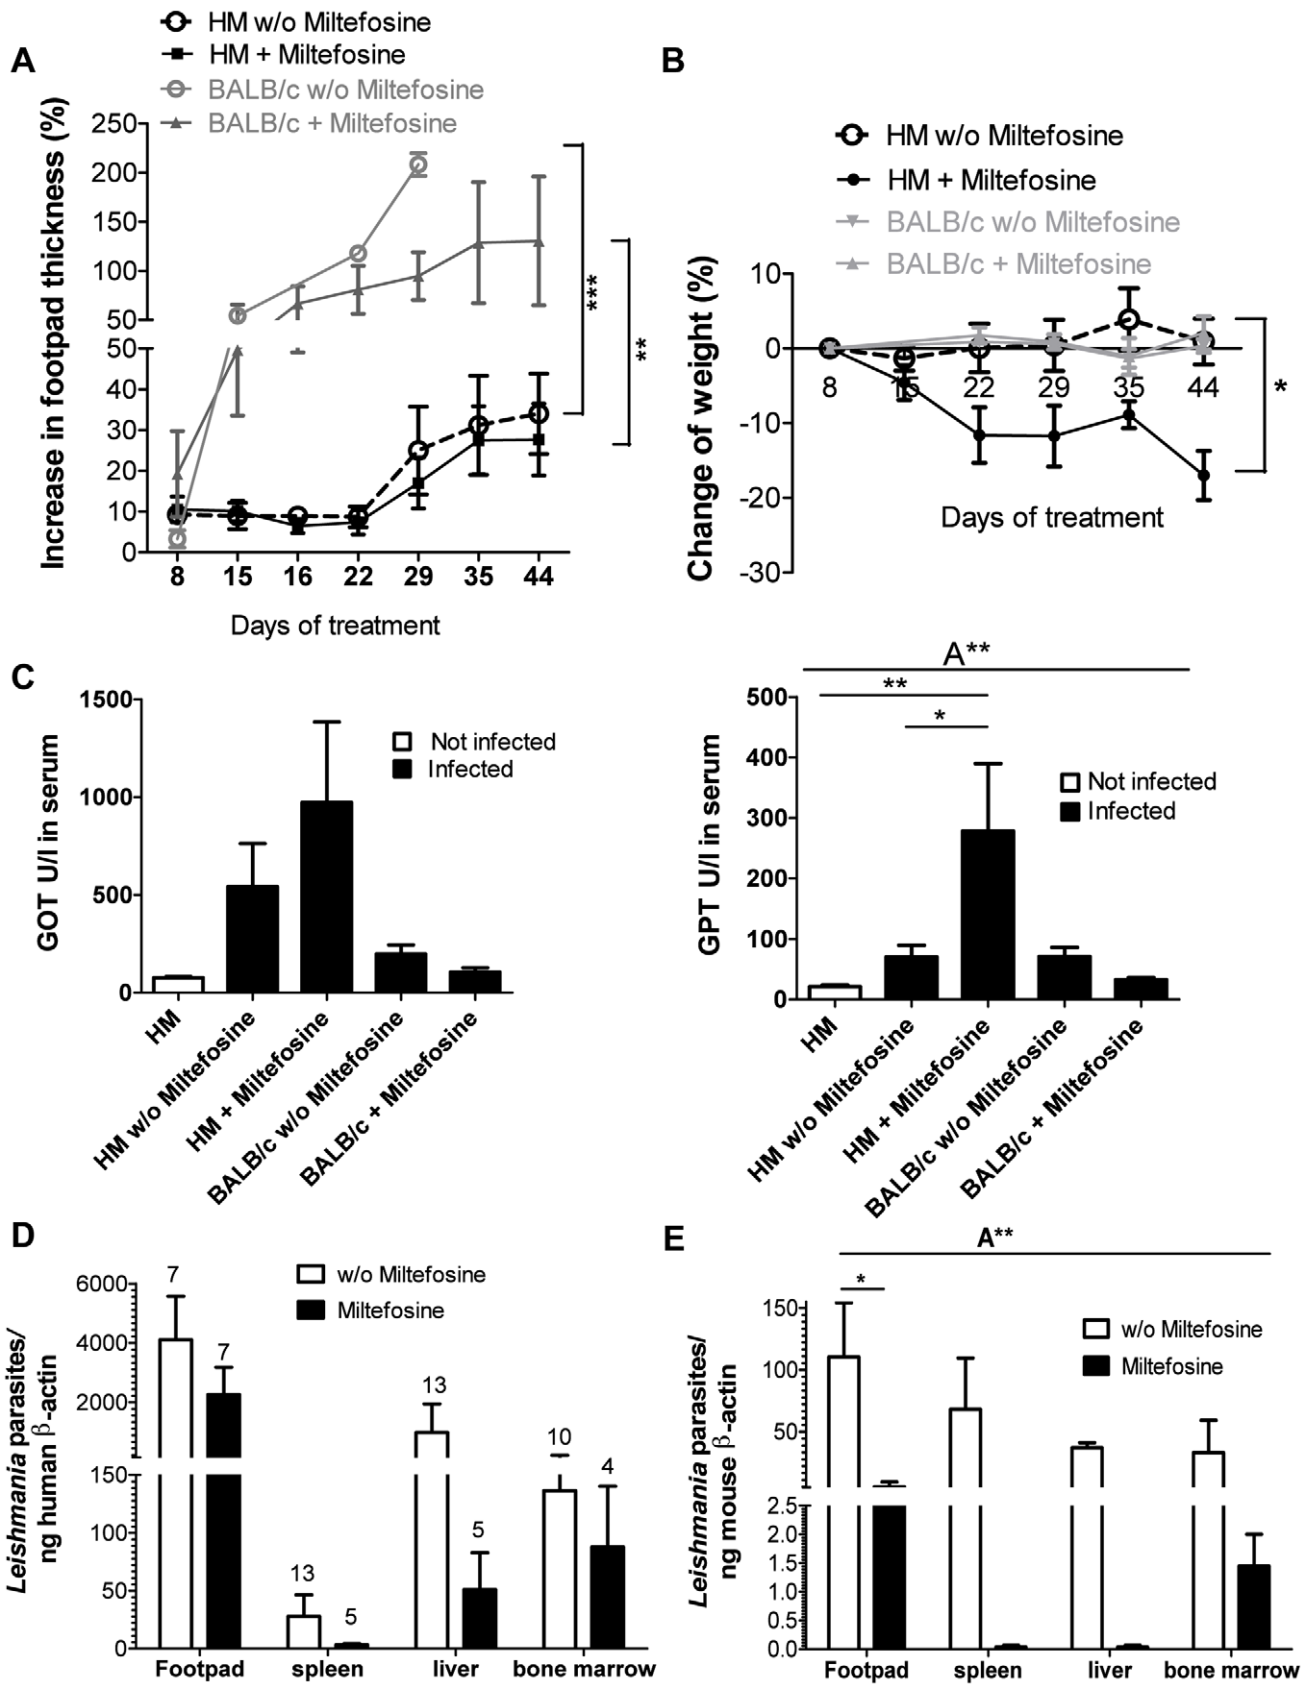 A
HM w/o Miltefosine
HM + Miltefosine
BALB/c w/o Miltefosine
BALB/c + Miltefosine
Increase in footpad thickness (%)
250
200
150
100
50
50
40
30
20
10
0
8 15 16 22 29 35 44
Days of treatment
***
**
B
HM w/o Miltefosine
HM + Miltefosine
BALB/c w/o Miltefosine
BALB/c + Miltefosine
Change of weight (%)
10
0
-10
-20
-30
8 15 22 29 35 44
Days of treatment
*
C
GOT U/l in serum
1500
1000
500
0
Not infected
Infected
HM
HM w/o Miltefosine
HM + Miltefosine
BALB/c w/o Miltefosine
BALB/c + Miltefosine
A**
**
*
GPT U/l in serum
500
400
300
200
100
0
Not infected
Infected
HM
HM w/o Miltefosine
HM + Miltefosine
BALB/c w/o Miltefosine
BALB/c + Miltefosine
D
Leishmania parasites/
ng human β-actin
6000
4000
2000
150
100
50
0
w/o Miltefosine
Miltefosine
7
7
13
5
13
5
10
4
Footpad spleen liver bone marrow
E
A**
*
Leishmania parasites/
ng mouse β-actin
150
100
50
2.5
2.0
1.5
1.0
0.5
0.0
w/o Miltefosine
Miltefosine
Footpad spleen liver bone marrow